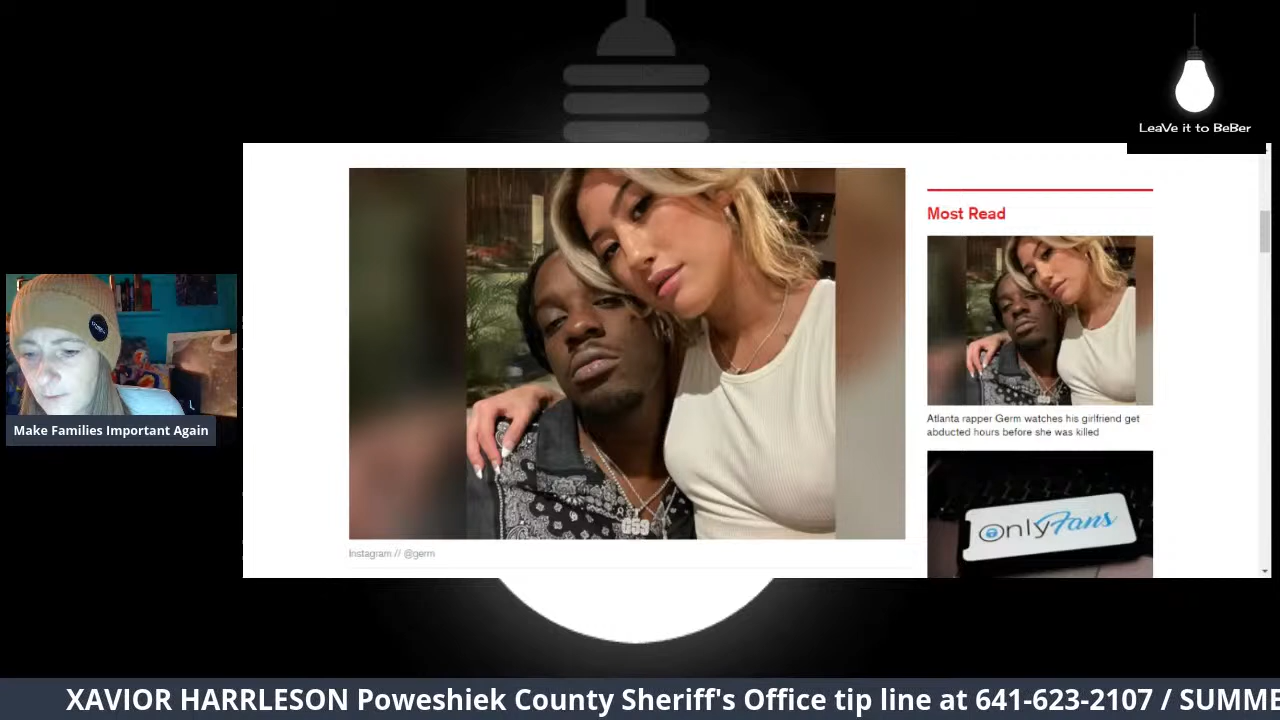 LeaVe it to BeBer
Most Read
Atlanta rapper Germ watches his girlfriend get
abducted hours before she was killed
OnlyFans
Make Families Important Again
G59
Instagram // @germ
XAVIOR HARRLESON Poweshiek County Sheriff's Office tip line at 641-623-2107 / SUMME